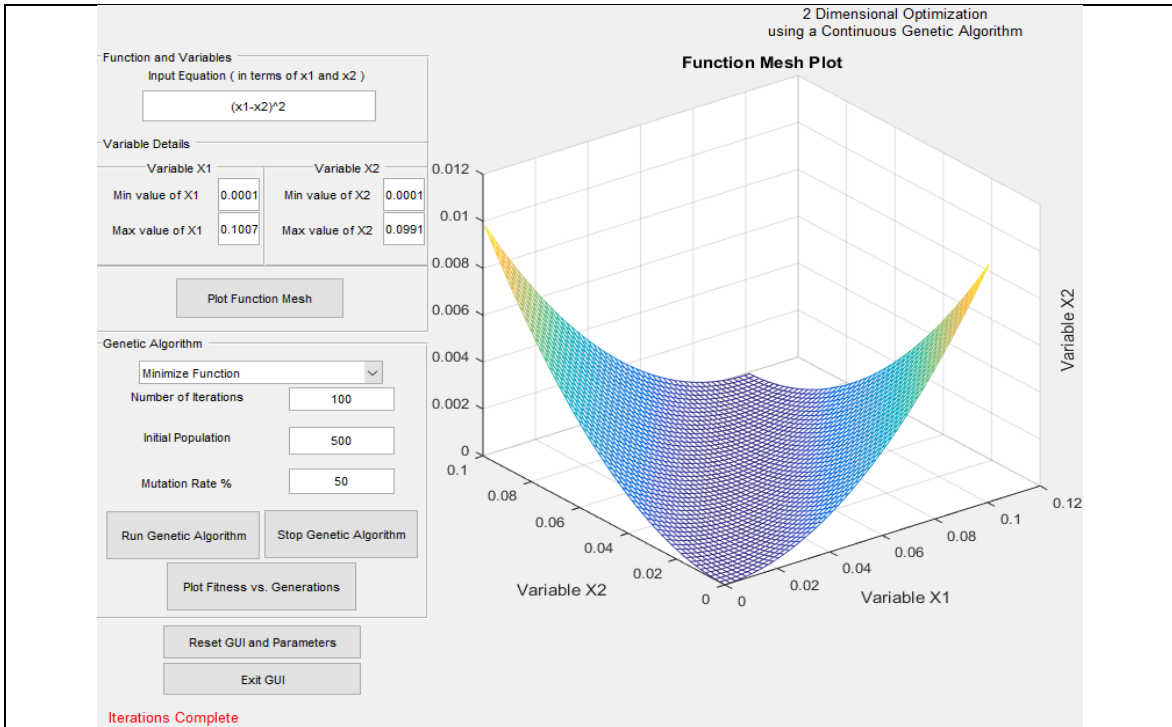 2 Dimensional Optimization
using a Continuous Genetic Algorithm
Function and Variables
Input Equation ( in terms of x1 and x2 )
(x1-x2)^2
Variable Details
Variable X1
Min value of X1 0.0001
Max value of X1 0.1007
Variable X2
Min value of X2 0.0001
Max value of X2 0.0991
Plot Function Mesh
Genetic Algorithm
Minimize Function
Number of Iterations 100
Initial Population 500
Mutation Rate % 50
Run Genetic Algorithm
Stop Genetic Algorithm
Plot Fitness vs. Generations
Reset GUI and Parameters
Exit GUI
Iterations Complete
Function Mesh Plot
0.012
0.01
0.008
0.006
0.004
0.002
0
0.1
0.08
0.06
0.04
0.02
0
Variable X2
0
0.02
0.04
0.06
0.08
0.1
0.12
Variable X1
Variable X2